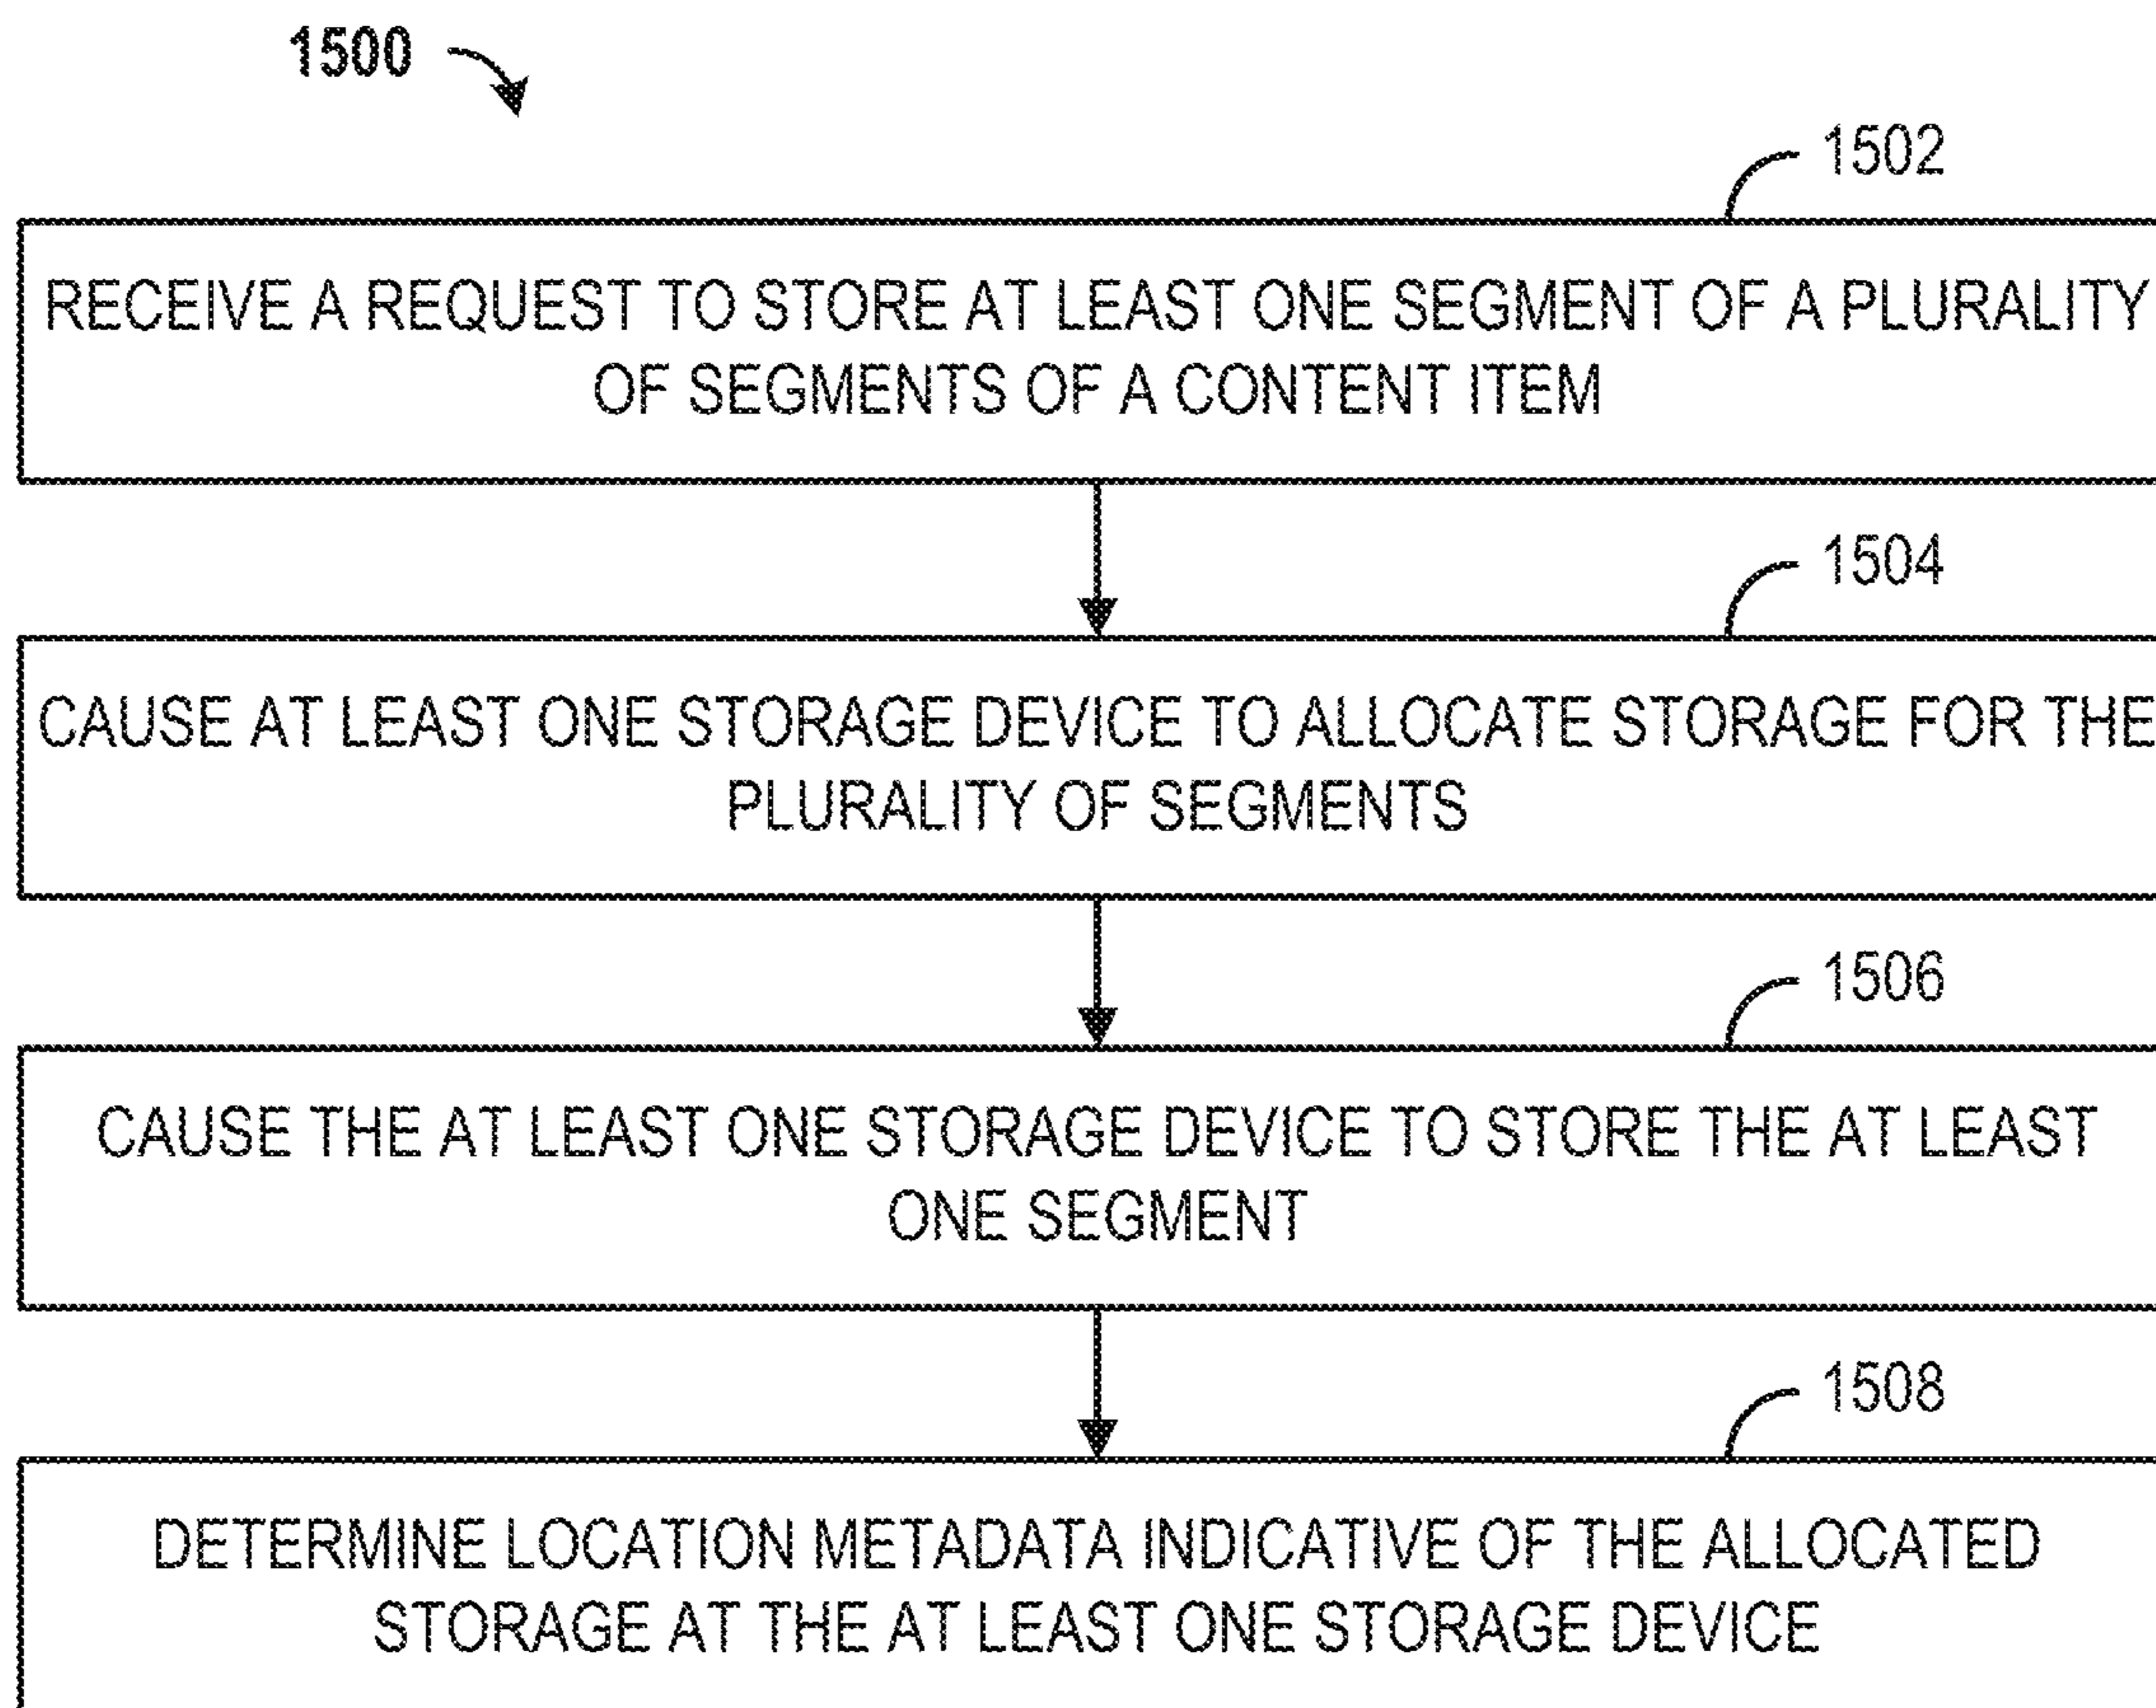 1500
1502
RECEIVE A REQUEST TO STORE AT LEAST ONE SEGMENT OF A PLURALITY
OF SEGMENTS OF A CONTENT ITEM
1504
CAUSE AT LEAST ONE STORAGE DEVICE TO ALLOCATE STORAGE FOR THE
PLURALITY OF SEGMENTS
1506
CAUSE THE AT LEAST ONE STORAGE DEVICE TO STORE THE AT LEAST
ONE SEGMENT
1508
DETERMINE LOCATION METADATA INDICATIVE OF THE ALLOCATED
STORAGE AT THE AT LEAST ONE STORAGE DEVICE